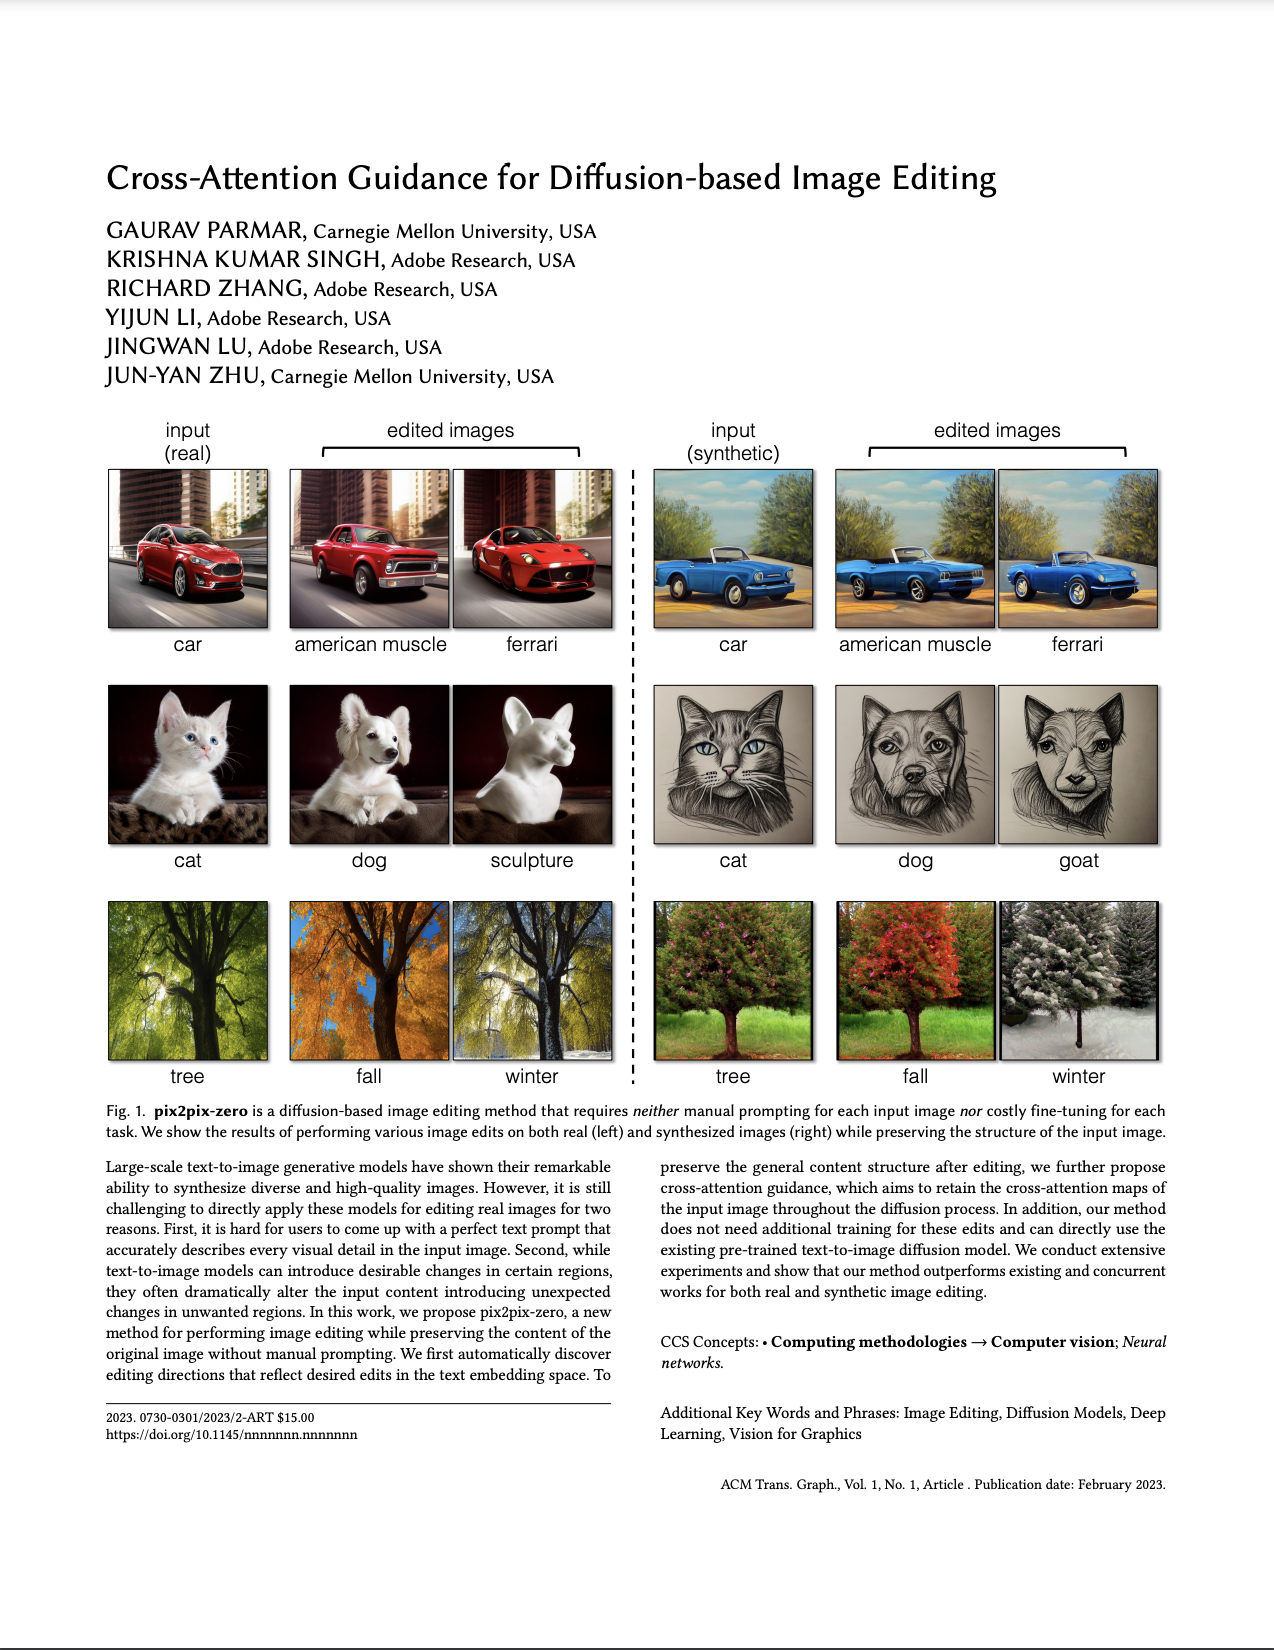 Cross-Attention Guidance for Diffusion-based Image Editing
GAURAV PARMAR, Carnegie Mellon University, USA
KRISHNA KUMAR SINGH, Adobe Research, USA
RICHARD ZHANG, Adobe Research, USA
YIJUN LI, Adobe Research, USA
JINGWAN LU, Adobe Research, USA
JUN-YAN ZHU, Carnegie Mellon University, USA
input
(real)
edited images
input
(synthetic)
edited images
car
american muscle
ferrari
car
american muscle
ferrari
cat
dog
sculpture
cat
dog
goat
tree
fall
winter
tree
fall
winter
Fig. 1. pix2pix-zero is a diffusion-based image editing method that requires neither manual prompting for each input image nor costly fine-tuning for each
task. We show the results of performing various image edits on both real (left) and synthesized images (right) while preserving the structure of the input image.
Large-scale text-to-image generative models have shown their remarkable
ability to synthesize diverse and high-quality images. However, it is still
challenging to directly apply these models for editing real images for two
reasons. First, it is hard for users to come up with a perfect text prompt that
accurately describes every visual detail in the input image. Second, while
text-to-image models can introduce desirable changes in certain regions,
they often dramatically alter the input content introducing unexpected
changes in unwanted regions. In this work, we propose pix2pix-zero, a new
method for performing image editing while preserving the content of the
original image without manual prompting. We first automatically discover
editing directions that reflect desired edits in the text embedding space. To
2023. 0730-0301/2023/2-ART $15.00
https://doi.org/10.1145/nnnnnnn.nnnnnnn
preserve the general content structure after editing, we further propose
cross-attention guidance, which aims to retain the cross-attention maps of
the input image throughout the diffusion process. In addition, our method
does not need additional training for these edits and can directly use the
existing pre-trained text-to-image diffusion model. We conduct extensive
experiments and show that our method outperforms existing and concurrent
works for both real and synthetic image editing.
CCS Concepts: • Computing methodologies → Computer vision; Neural
networks.
Additional Key Words and Phrases: Image Editing, Diffusion Models, Deep
Learning, Vision for Graphics
ACM Trans. Graph., Vol. 1, No. 1, Article . Publication date: February 2023.